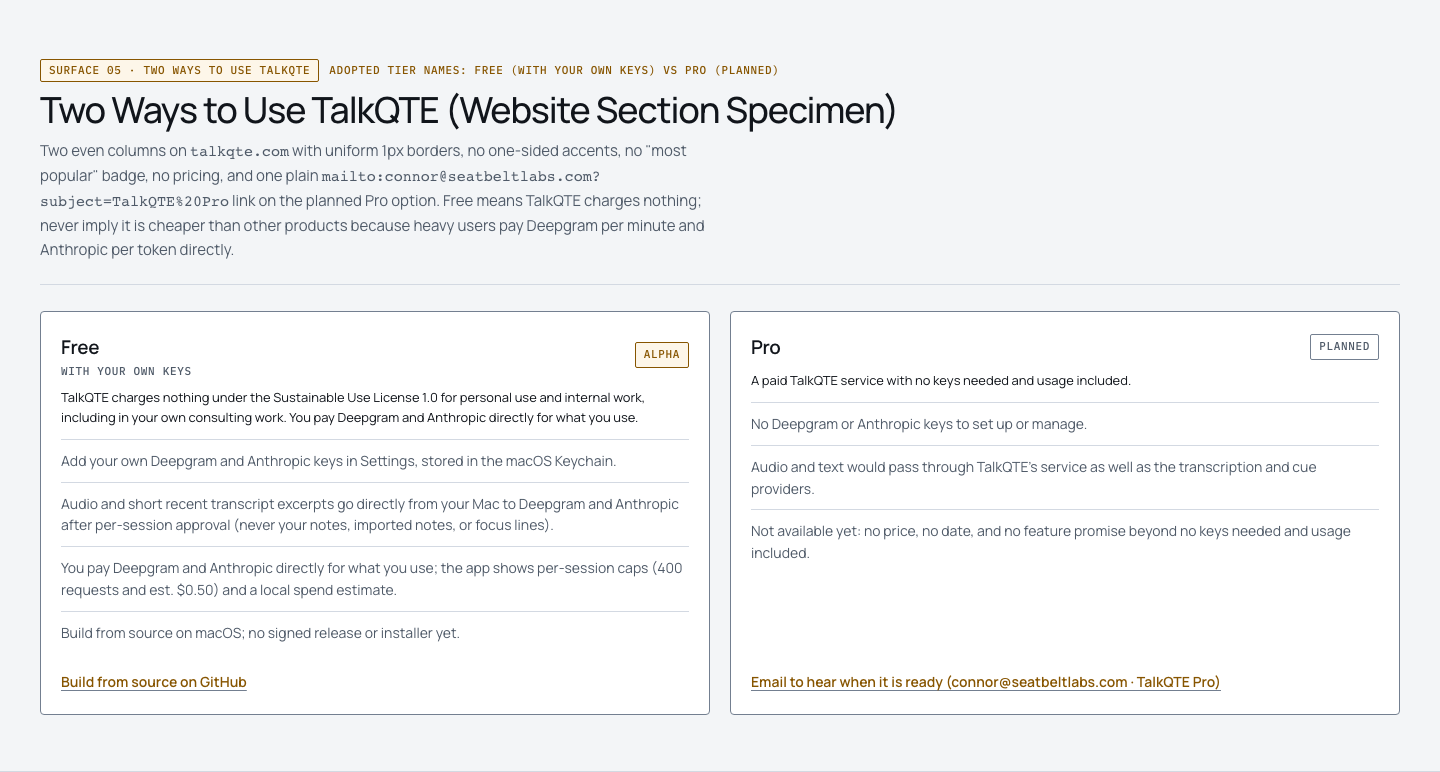 SURFACE 05 · TWO WAYS TO USE TALKQTE
ADOPTED TIER NAMES: FREE (WITH YOUR OWN KEYS) VS PRO (PLANNED)
Two Ways to Use TalkQTE (Website Section Specimen)
Two even columns on talkqte.com with uniform 1px borders, no one-sided accents, no "most
popular" badge, no pricing, and one plain mailto:connor@seatbeltlabs.com?
subject=TalkQTE%20Pro link on the planned Pro option. Free means TalkQTE charges nothing;
never imply it is cheaper than other products because heavy users pay Deepgram per minute and
Anthropic per token directly.
Free
WITH YOUR OWN KEYS
ALPHA
TalkQTE charges nothing under the Sustainable Use License 1.0 for personal use and internal work,
including in your own consulting work. You pay Deepgram and Anthropic directly for what you use.
Add your own Deepgram and Anthropic keys in Settings, stored in the macOS Keychain.
Audio and short recent transcript excerpts go directly from your Mac to Deepgram and Anthropic
after per-session approval (never your notes, imported notes, or focus lines).
You pay Deepgram and Anthropic directly for what you use; the app shows per-session caps (400
requests and est. $0.50) and a local spend estimate.
Build from source on macOS; no signed release or installer yet.
Build from source on GitHub
Pro
PLANNED
A paid TalkQTE service with no keys needed and usage included.
No Deepgram or Anthropic keys to set up or manage.
Audio and text would pass through TalkQTE's service as well as the transcription and cue
providers.
Not available yet: no price, no date, and no feature promise beyond no keys needed and usage
included.
Email to hear when it is ready (connor@seatbeltlabs.com · TalkQTE Pro)